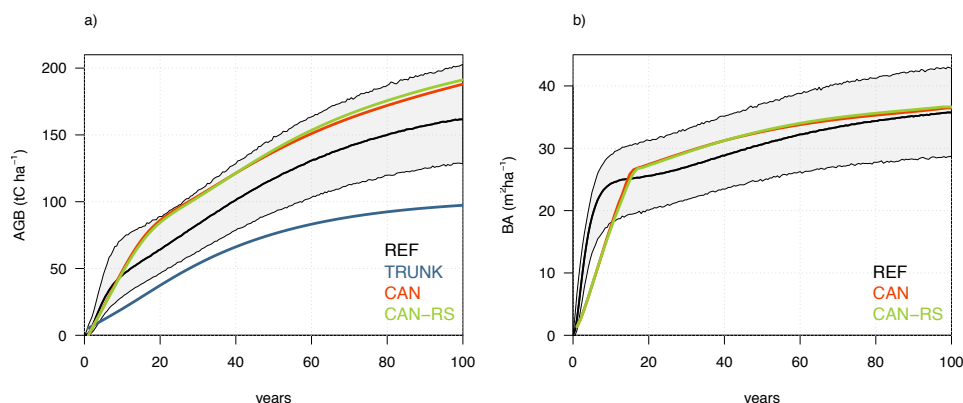 a)
AGB (tC ha⁻¹)
200
150
100
50
0
REF
TRUNK
CAN
CAN−RS
0 20 40 60 80 100
years
b)
BA (m²ha⁻¹)
40
30
20
10
0
REF
CAN
CAN−RS
0 20 40 60 80 100
years